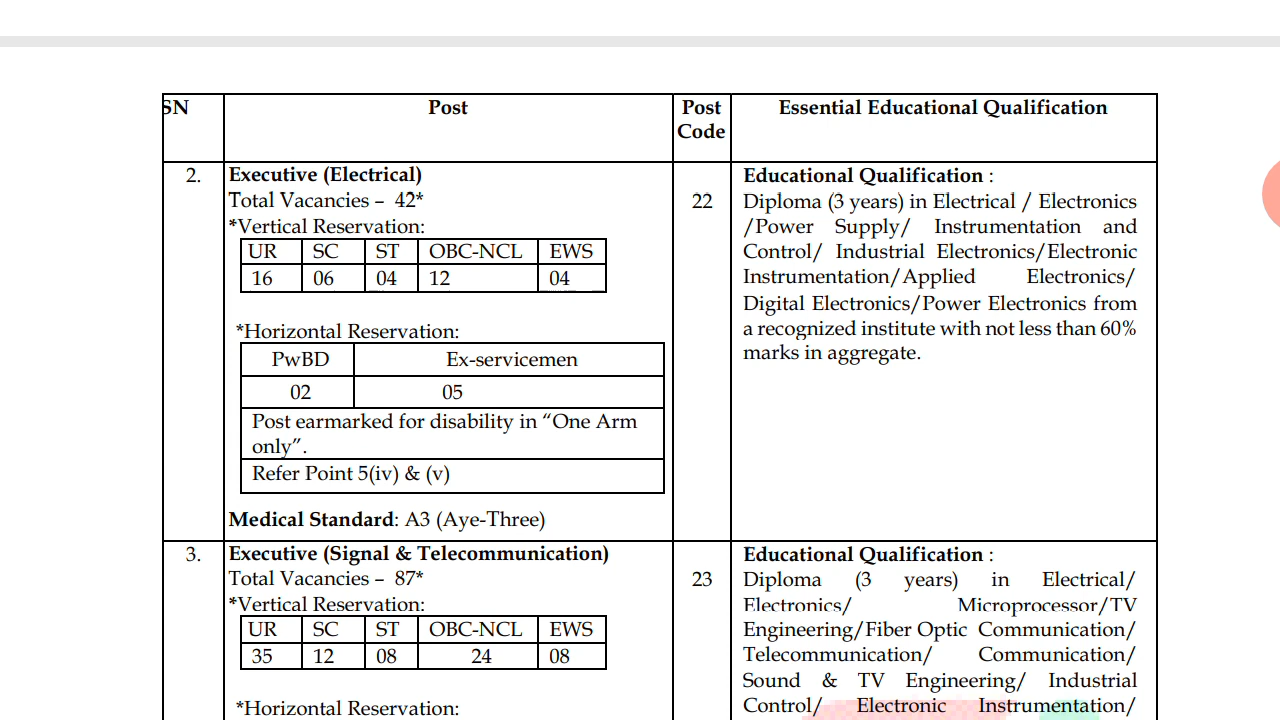 SN Post Post Code Essential Educational Qualification
2. Executive (Electrical)
Total Vacancies – 42*
*Vertical Reservation:
UR SC ST OBC-NCL EWS
16 06 04 12 04
*Horizontal Reservation:
PwBD Ex-servicemen
02 05
Post earmarked for disability in “One Arm
only”.
Refer Point 5(iv) & (v)
Medical Standard: A3 (Aye-Three)
22
Educational Qualification :
Diploma (3 years) in Electrical / Electronics
/Power Supply/ Instrumentation and
Control/ Industrial Electronics/Electronic
Instrumentation/Applied Electronics/
Digital Electronics/Power Electronics from
a recognized institute with not less than 60%
marks in aggregate.
3. Executive (Signal & Telecommunication)
Total Vacancies – 87*
*Vertical Reservation:
UR SC ST OBC-NCL EWS
35 12 08 24 08
*Horizontal Reservation:
23
Educational Qualification :
Diploma (3 years) in Electrical/
Electronics/ Microprocessor/TV
Engineering/Fiber Optic Communication/
Telecommunication/ Communication/
Sound & TV Engineering/ Industrial
Control/ Electronic Instrumentation/